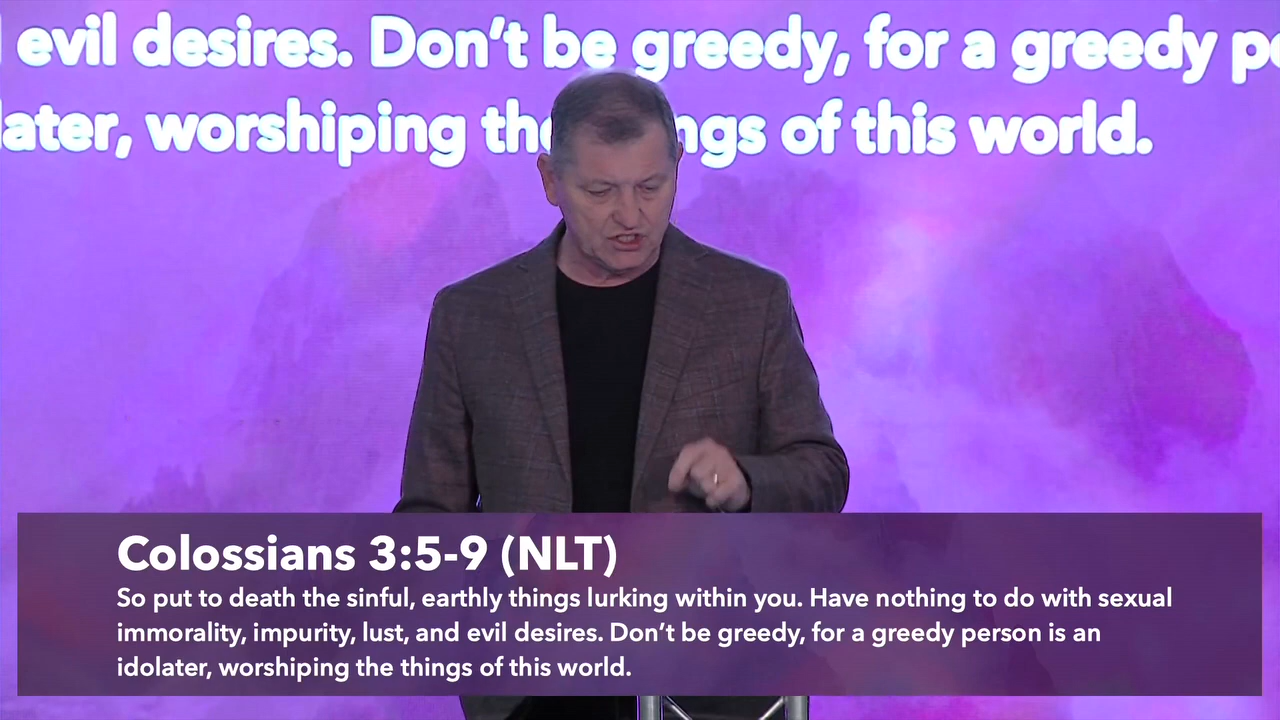 evil desires. Don't be greedy, for a greedy
worshiping of this world.
Colossians 3:5-9 (NLT)
So put to death the sinful, earthly things lurking within you. Have nothing to do with sexual
immorality, impurity, lust, and evil desires. Don't be greedy, for a greedy person is an
idolater, worshiping the things of this world.